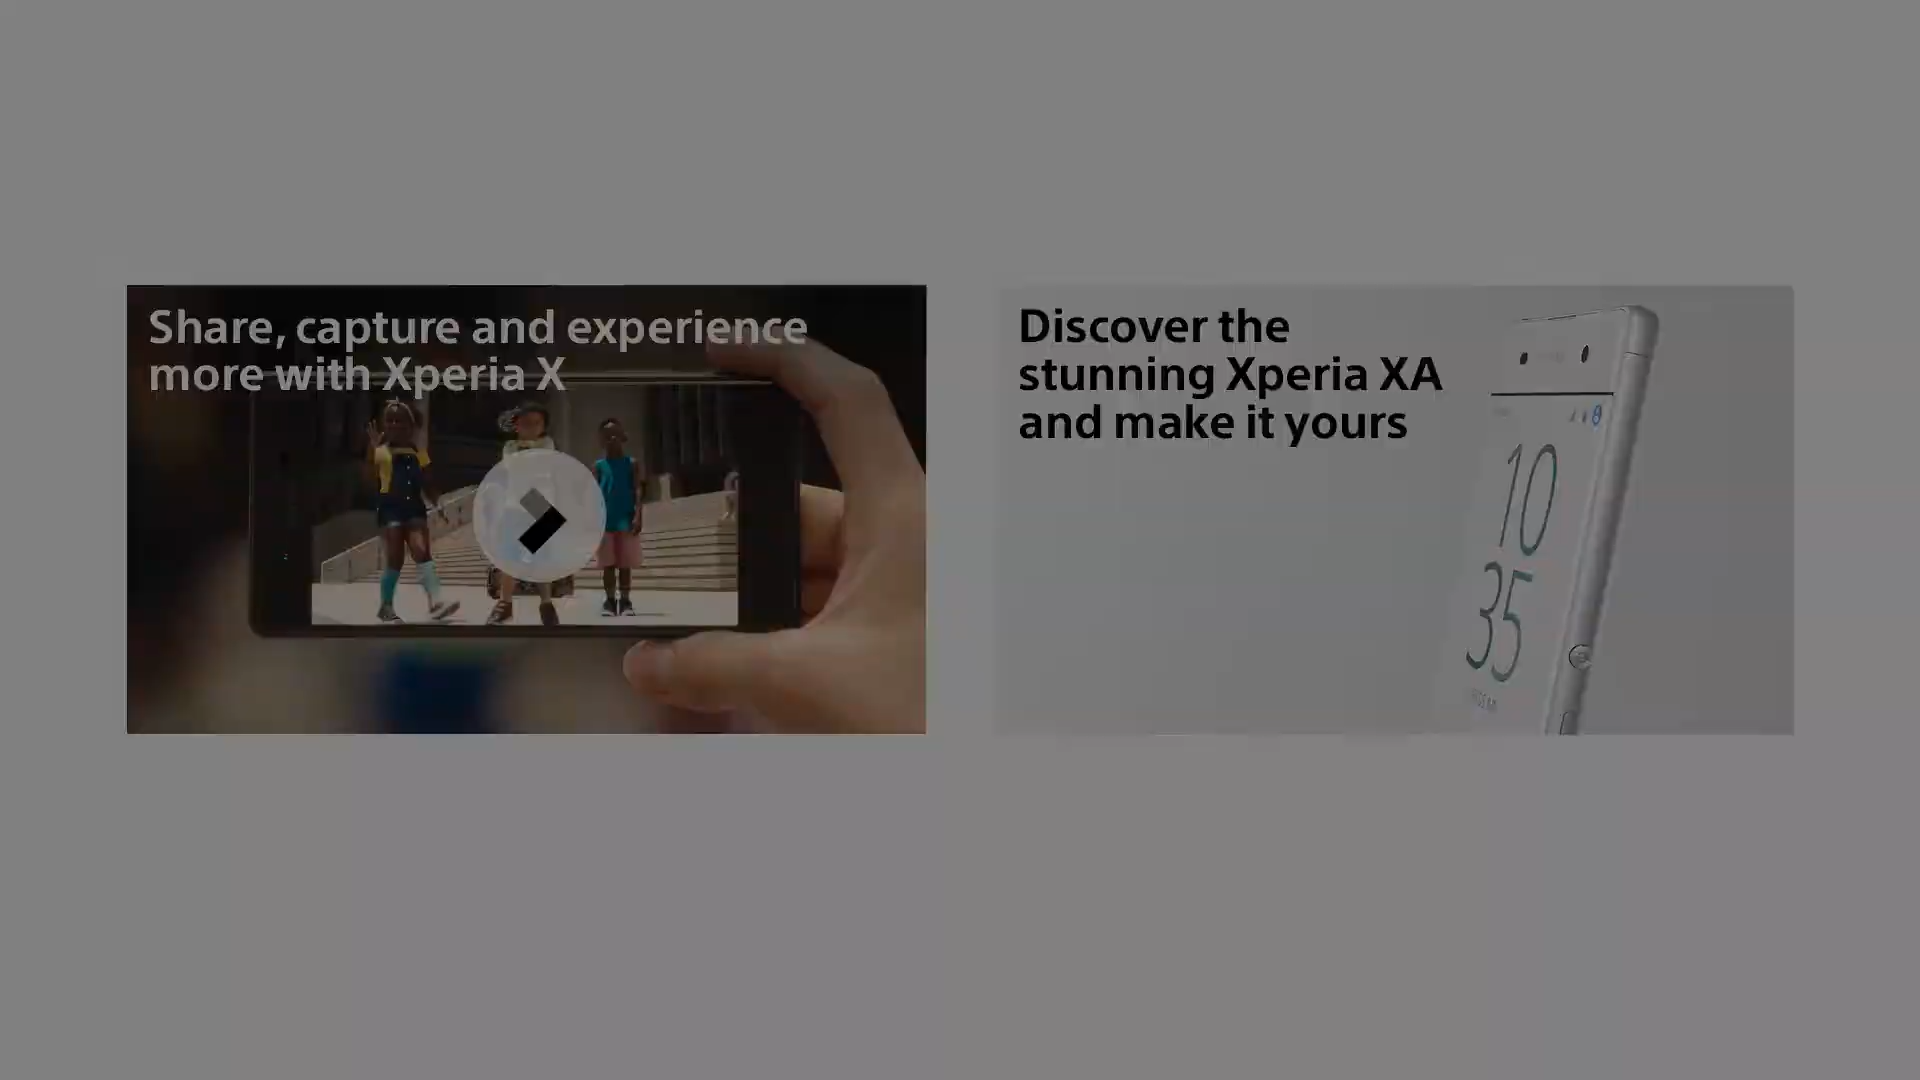 Share, capture and experience
more with Xperia X
Discover the
stunning Xperia XA
and make it yours
10
35